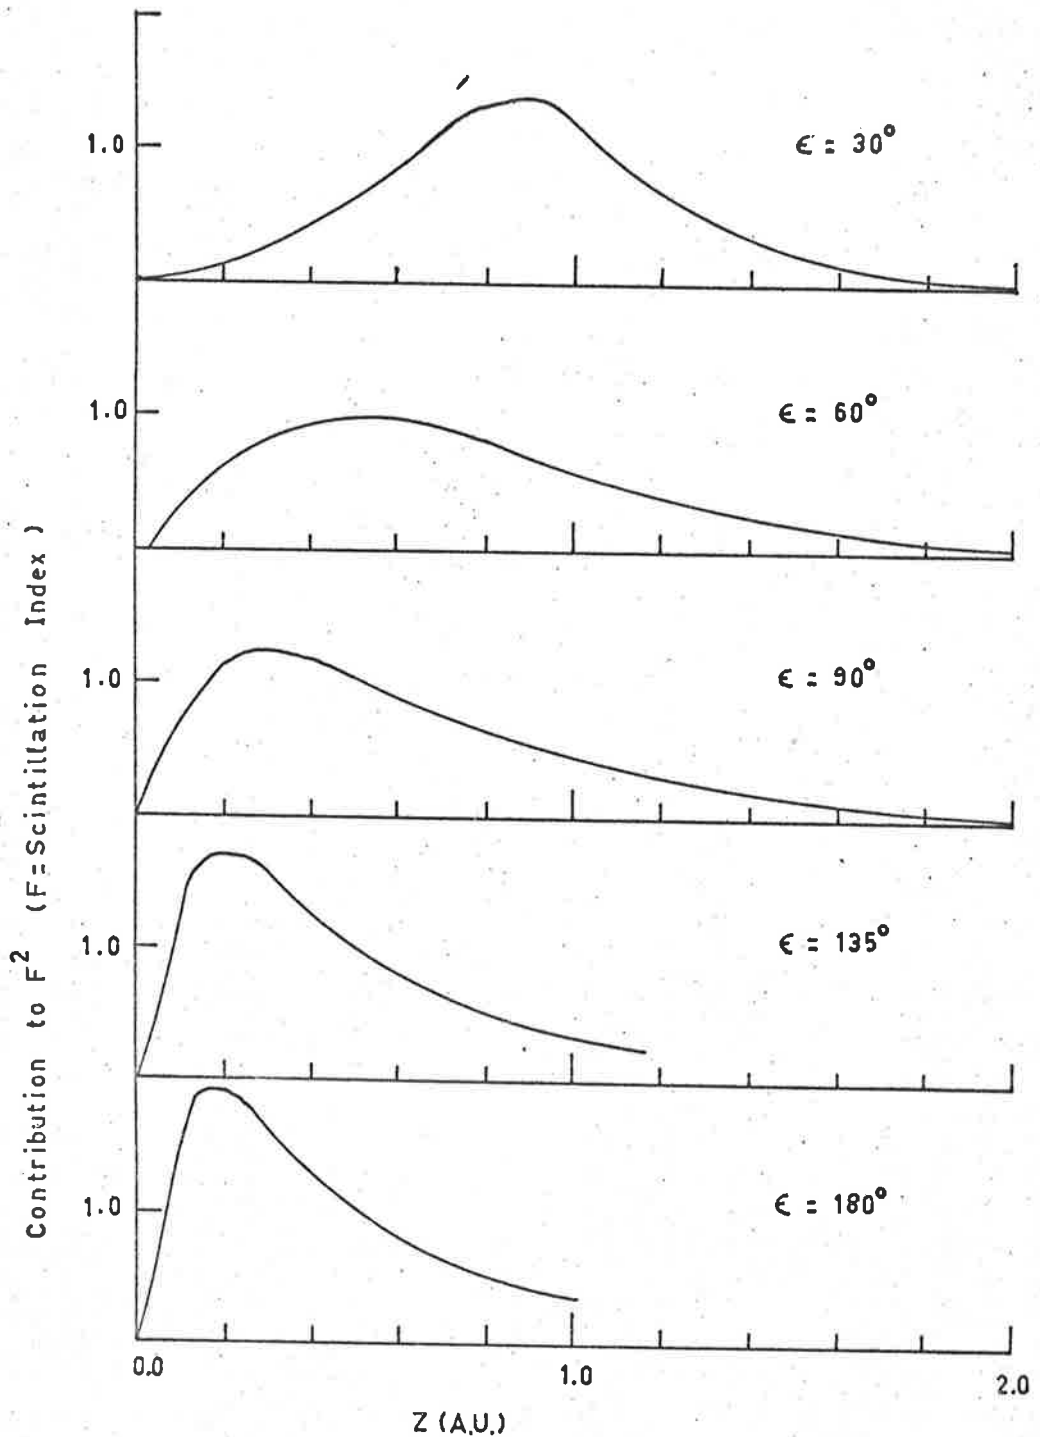 1.0
ϵ = 30°
1.0
ϵ = 60°
1.0
ϵ = 90°
1.0
ϵ = 135°
1.0
ϵ = 180°
0.0
1.0
2.0
Z (A.U.)
Contribution to F² (F=Scintillation Index )